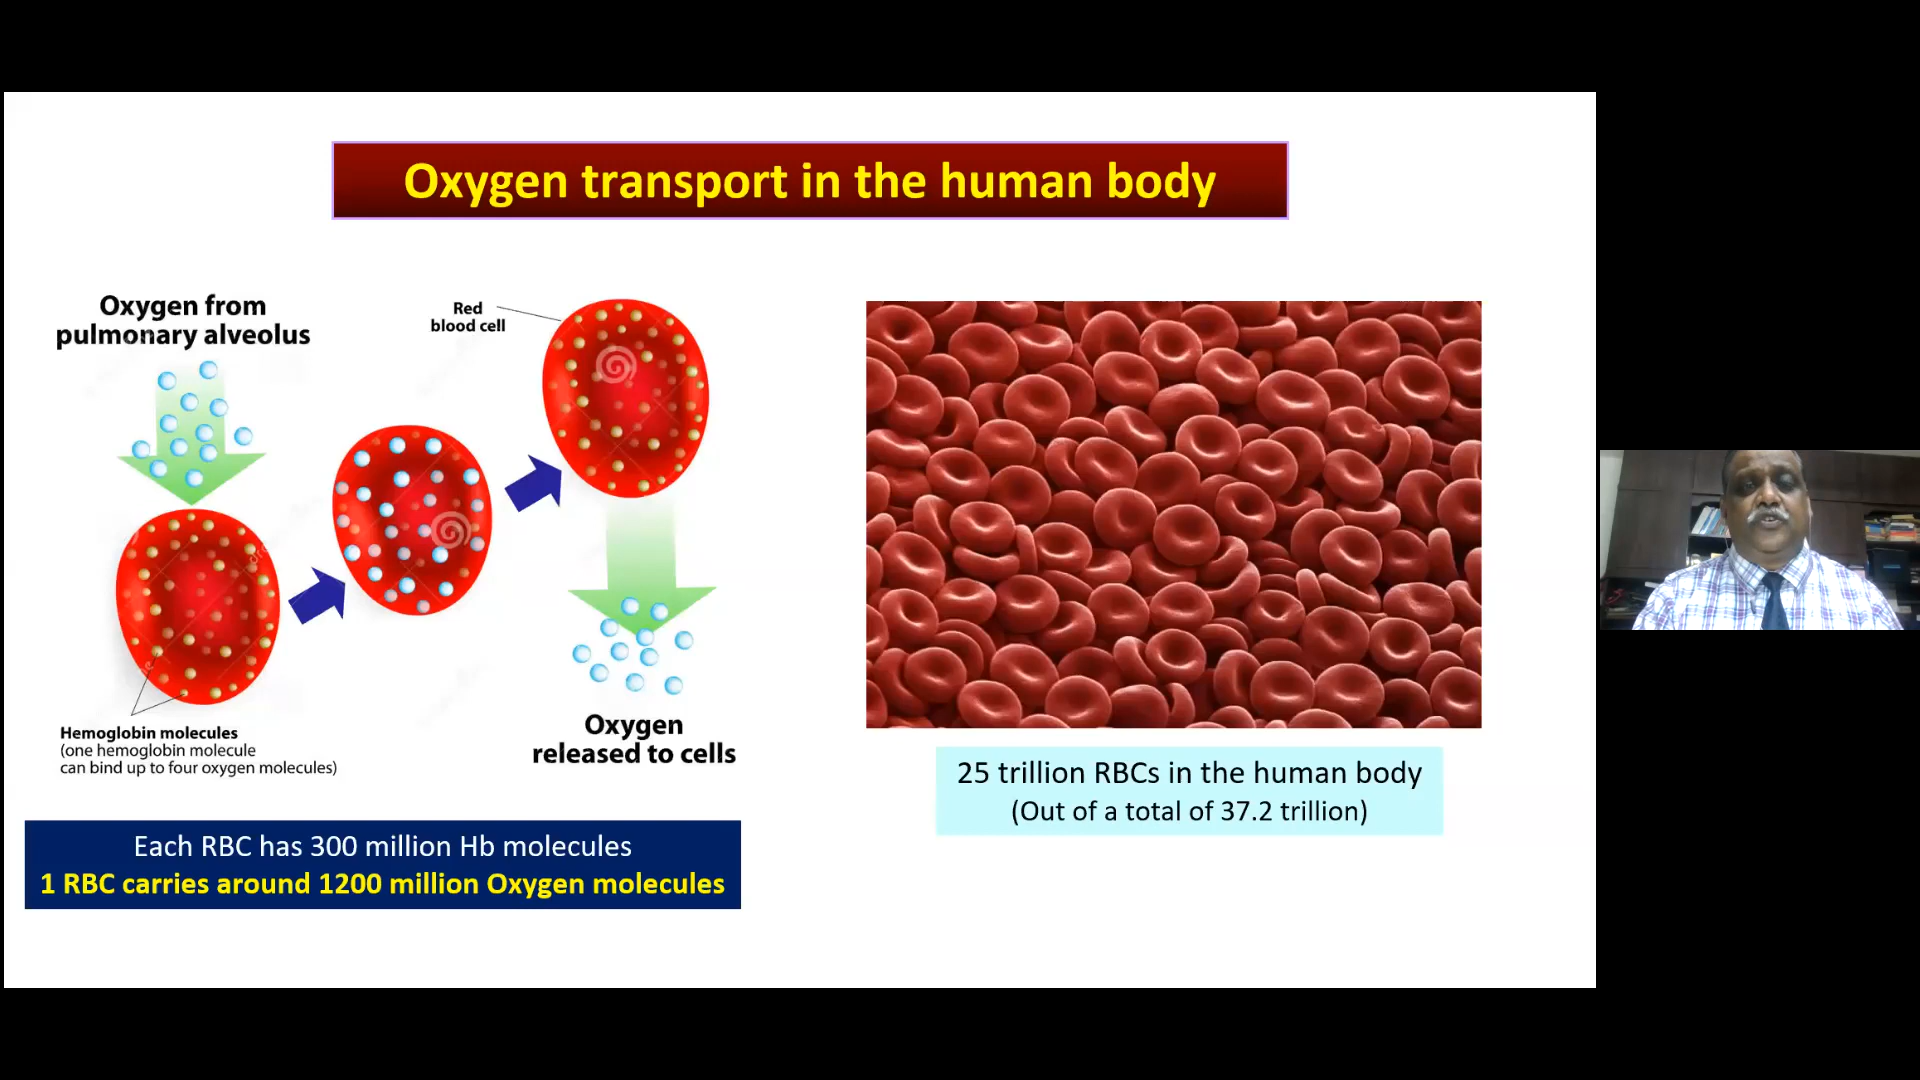 Oxygen transport in the human body
Oxygen from
pulmonary alveolus
Red
blood cell
Hemoglobin molecules
(one hemoglobin molecule
can bind up to four oxygen molecules)
Oxygen
released to cells
Each RBC has 300 million Hb molecules
1 RBC carries around 1200 million Oxygen molecules
25 trillion RBCs in the human body
(Out of a total of 37.2 trillion)